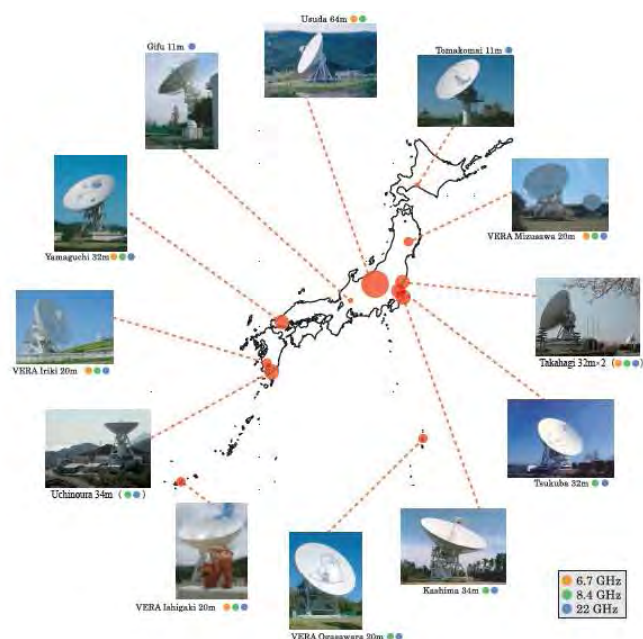 Usuda 64m
Gifu 11m
Tomakomai 11m
Yamaguchi 32m
VERA Mizusawa 20m
VERA Iriki 20m
Takahagi 32m×2 ( )
Uchinoura 34m ( )
Tsukuba 32m
VERA Ishigaki 20m
VERA Ogasawara 20m
Kashima 34m
6.7 GHz
8.4 GHz
22 GHz